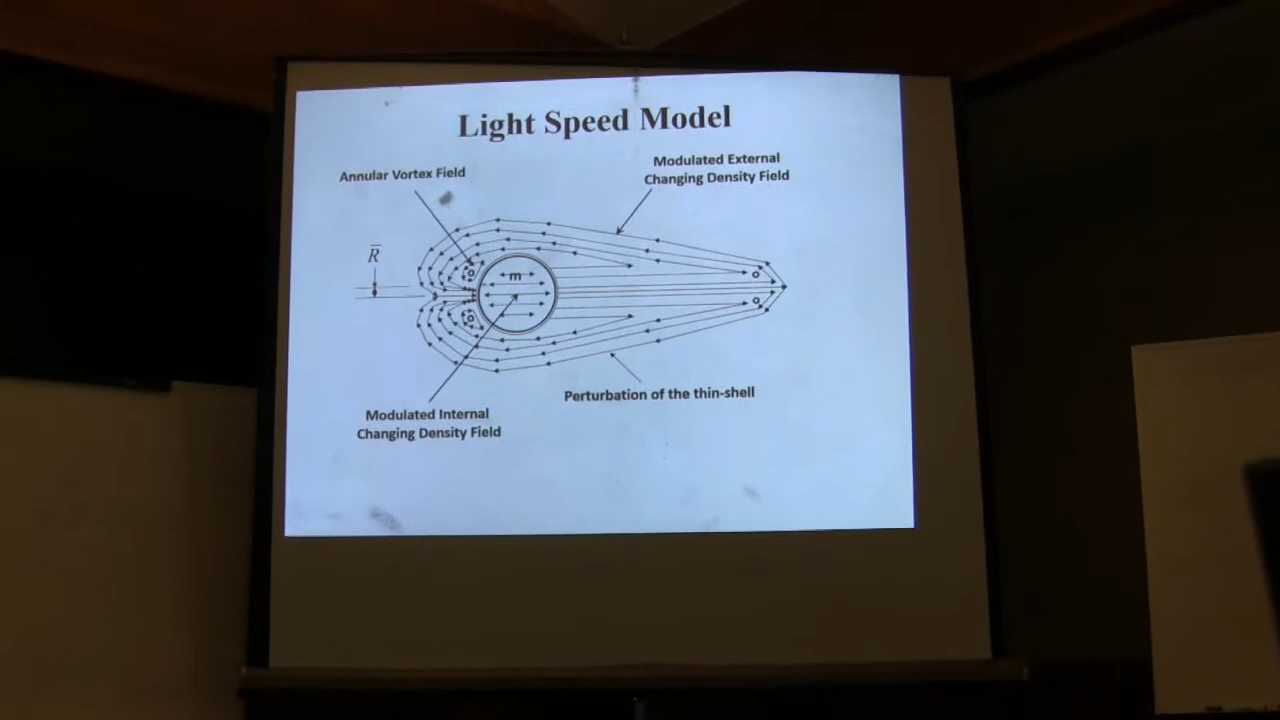 Light Speed Model
Annular Vortex Field
Modulated External
Changing Density Field
R̅
o
m
o
o
o
Perturbation of the thin-shell
Modulated Internal
Changing Density Field